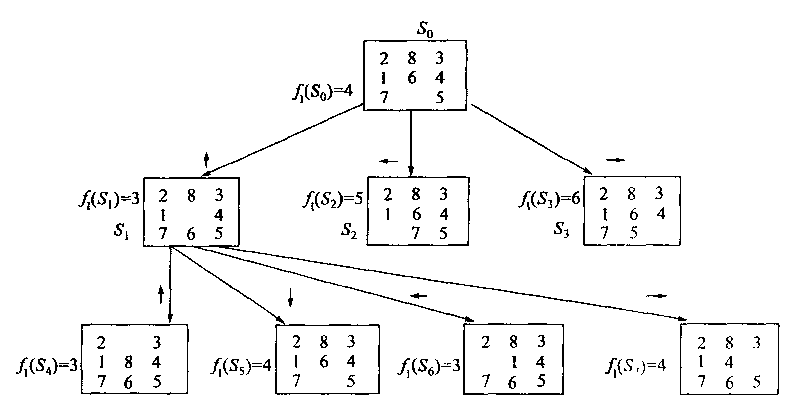 S₀
2 8 3
1 6 4
7 5
f₁(S₀)=4
↑
←
→
f₁(S₁)=3
S₁
2 8 3
1 4
7 6 5
f₁(S₂)=5
S₂
2 8 3
1 6 4
7 5
f₁(S₃)=6
S₃
2 8 3
1 6 4
7 5
↑
↓
←
→
f₁(S₄)=3
2 3
1 8 4
7 6 5
f₁(S₅)=4
2 8 3
1 6 4
7 5
f₁(S₆)=3
2 8 3
1 4
7 6 5
2 8 3
1 4
7 6 5